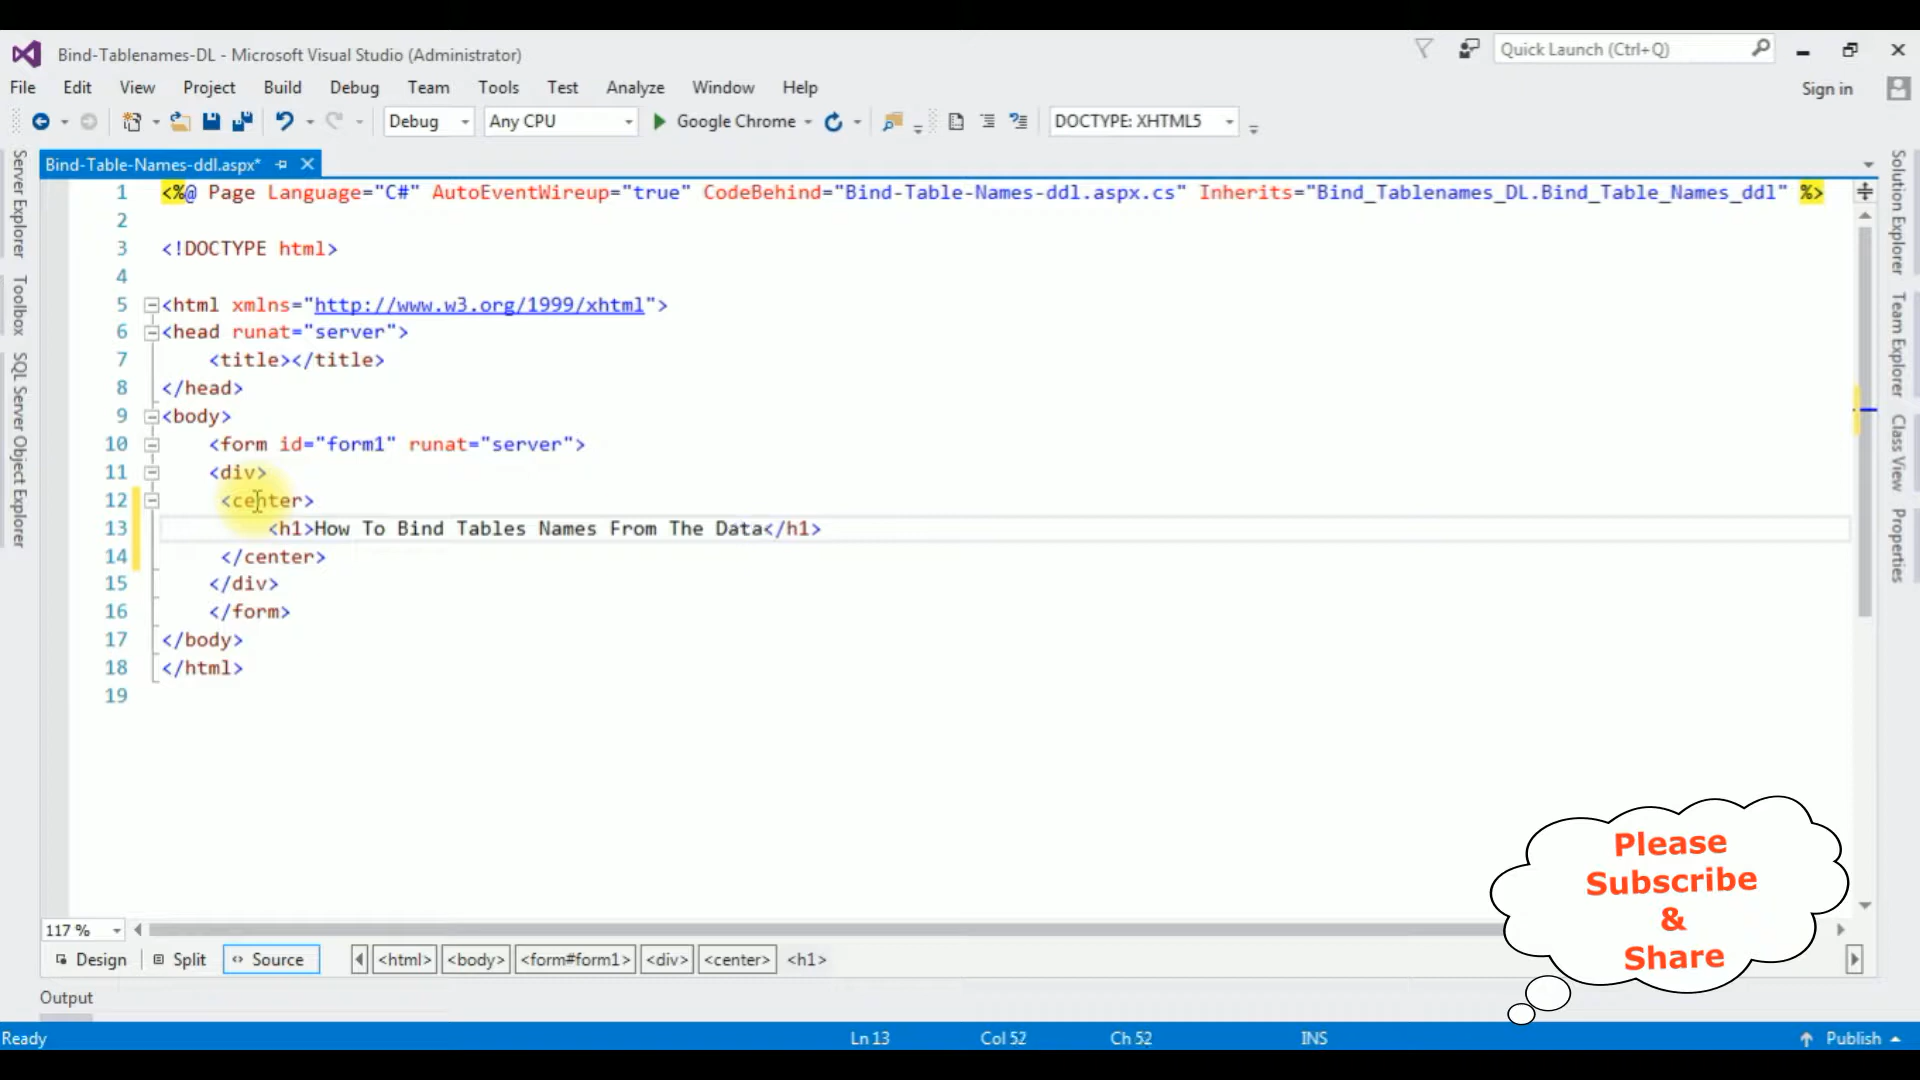 Bind-Tablenames-DL - Microsoft Visual Studio (Administrator)
Quick Launch (Ctrl+Q)
File Edit View Project Build Debug Team Tools Test Analyze Window Help
Sign in
Debug Any CPU Google Chrome DOCTYPE: XHTML5
Bind-Table-Names-ddl.aspx*
Server Explorer
Toolbox
SQL Server Object Explorer
1 <%@ Page Language="C#" AutoEventWireup="true" CodeBehind="Bind-Table-Names-ddl.aspx.cs" Inherits="Bind_Tablenames_DL.Bind_Table_Names_ddl" %>
2
3 <!DOCTYPE html>
4
5 <html xmlns="http://www.w3.org/1999/xhtml">
6 <head runat="server">
7 <title></title>
8 </head>
9 <body>
10 <form id="form1" runat="server">
11 <div>
12 <center>
13 <h1>How To Bind Tables Names From The Data</h1>
14 </center>
15 </div>
16 </form>
17 </body>
18 </html>
19
Solution Explorer
Team Explorer
Class View
Properties
Please
Subscribe
&
Share
117 %
Design Split Source <html> <body> <form#form1> <div> <center> <h1>
Output
Ready Ln 13 Col 52 Ch 52 INS Publish